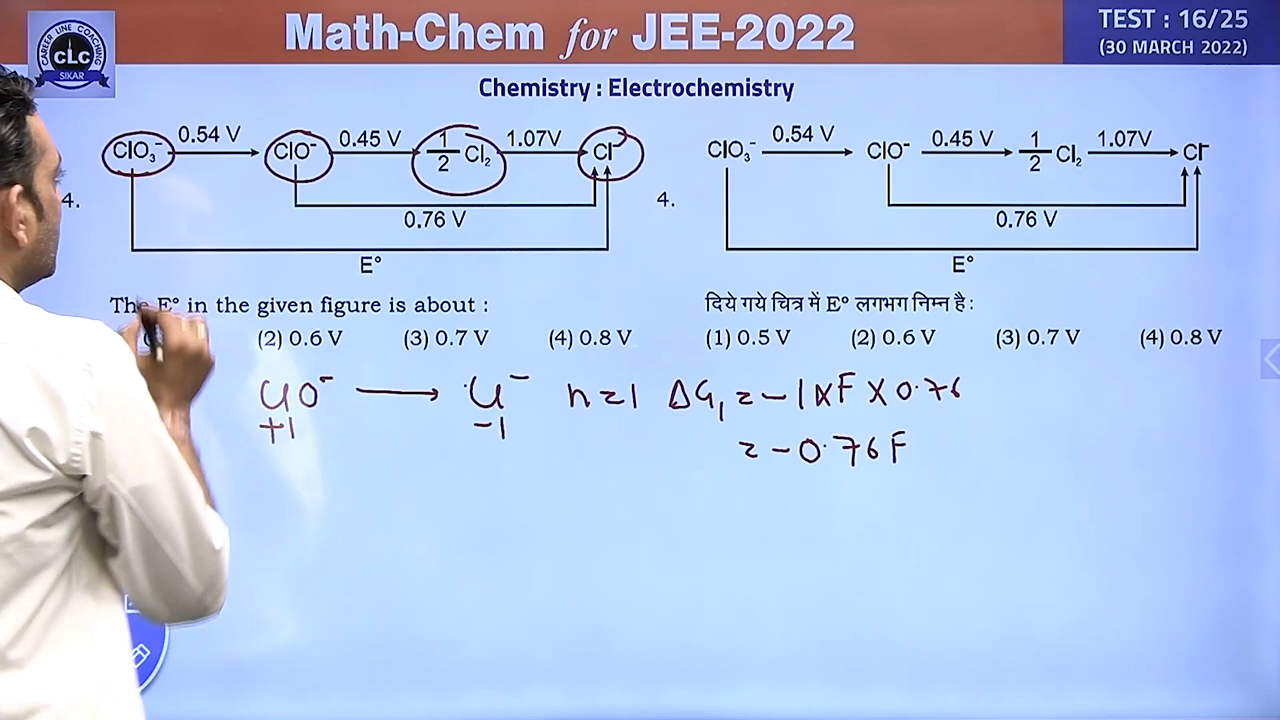 CAREER LINE COACHING
CLC
SIKAR
Math-Chem for JEE-2022
TEST : 16/25
(30 MARCH 2022)
Chemistry : Electrochemistry
4.
ClO₃⁻ 0.54 V ClO⁻ 0.45 V 1/2 Cl₂ 1.07V Cl⁻
0.76 V
E°
The E° in the given figure is about :
(2) 0.6 V (3) 0.7 V (4) 0.8 V
4.
ClO₃⁻ 0.54 V ClO⁻ 0.45 V 1/2 Cl₂ 1.07V Cl⁻
0.76 V
E°
दिये गये चित्र में E° लगभग निम्न है :
(1) 0.5 V (2) 0.6 V (3) 0.7 V (4) 0.8 V
ClO⁻ → Cl⁻ n=1 ΔG₁ = -1×F×0.76
+1 -1
= -0.76F